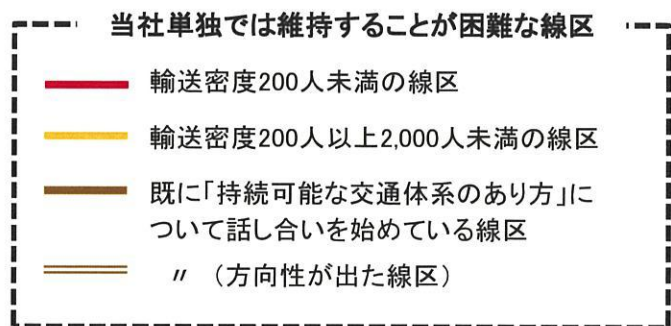 当社単独では維持することが困難な線区
輸送密度200人未満の線区
輸送密度200人以上2,000人未満の線区
既に「持続可能な交通体系のあり方」に
ついて話し合いを始めている線区
〃 （方向性が出た線区）